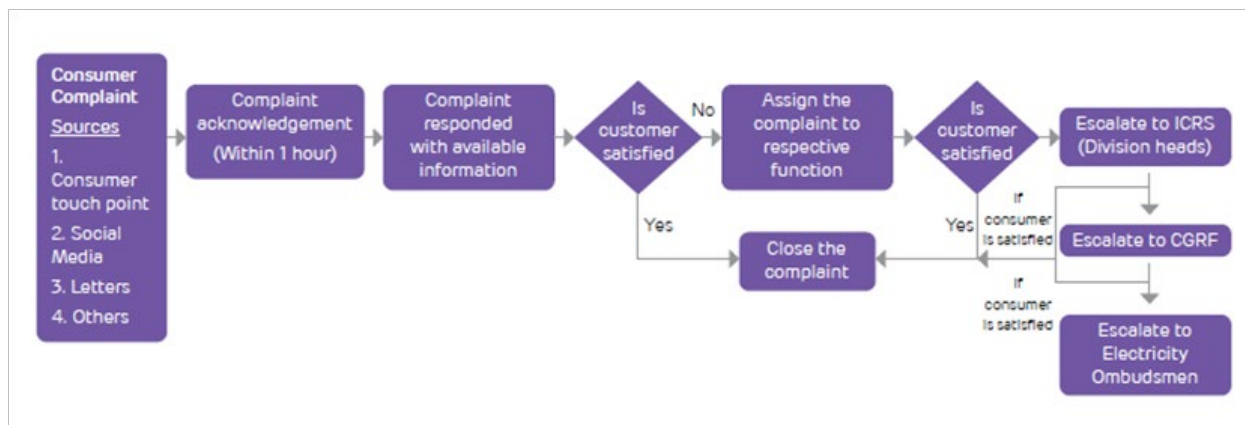 Consumer
Complaint
Sources
1.
Consumer
touch point
2. Social
Media
3. Letters
4. Others
Complaint
acknowledgement
(Within 1 hour)
Complaint
responded
with available
information
Is
customer
satisfied
No
Yes
Assign the
complaint to
respective
function
Is
customer
satisfied
Yes
Close the
complaint
Escalate to ICRS
(Division heads)
If
consumer
is satisfied
Escalate to CGRF
If
consumer
is satisfied
Escalate to
Electricity
Ombudsmen